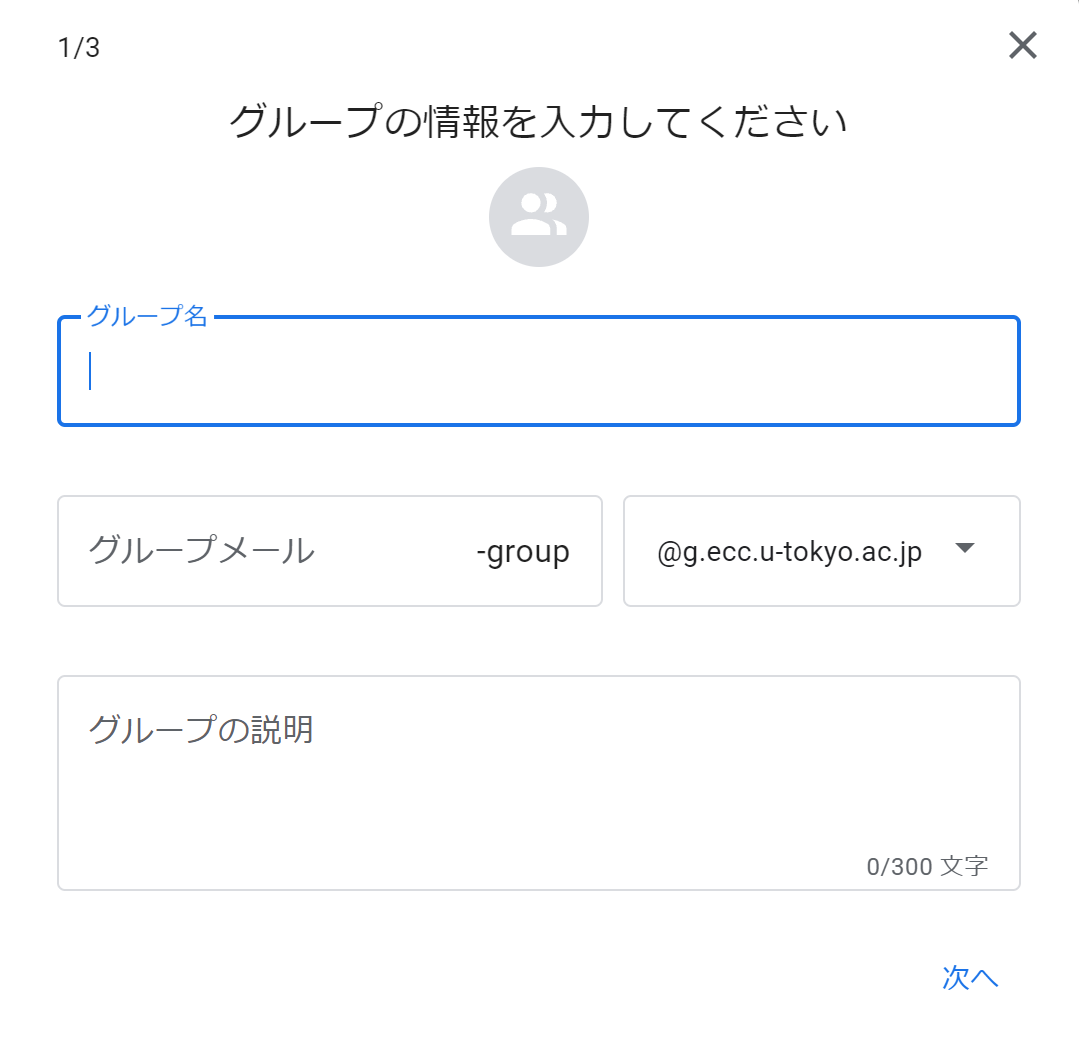 1/3
グループの情報を入力してください
グループ名
グループメール -group @g.ecc.u-tokyo.ac.jp
グループの説明
0/300 文字
次へ